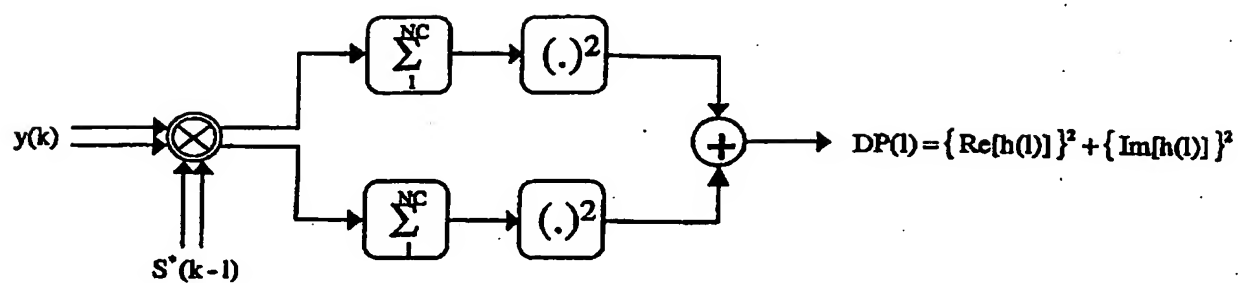 NC
∑
1
(.)²
y(k)
+
DP(l) = { Re[h(l)] }² + { Im[h(l)] }²
NC
∑
1
(.)²
S*(k - l)